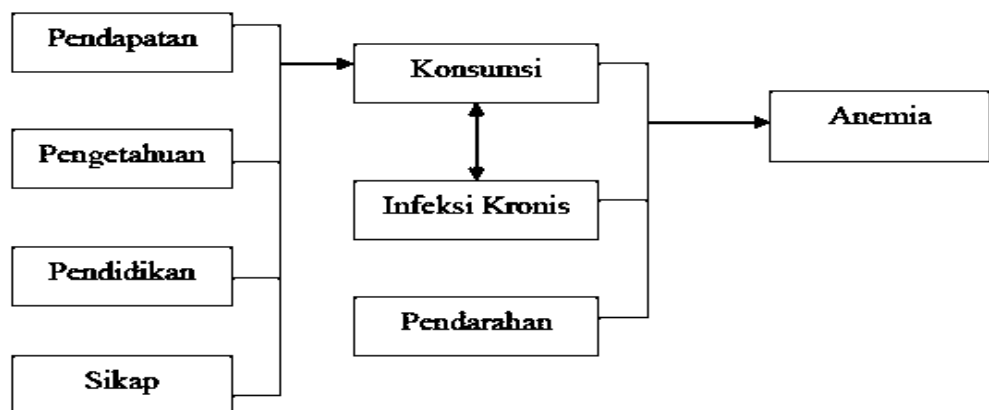 Pendapatan
Konsumsi
Anemia
Pengetahuan
Infeksi Kronis
Pendidikan
Pendarahan
Sikap